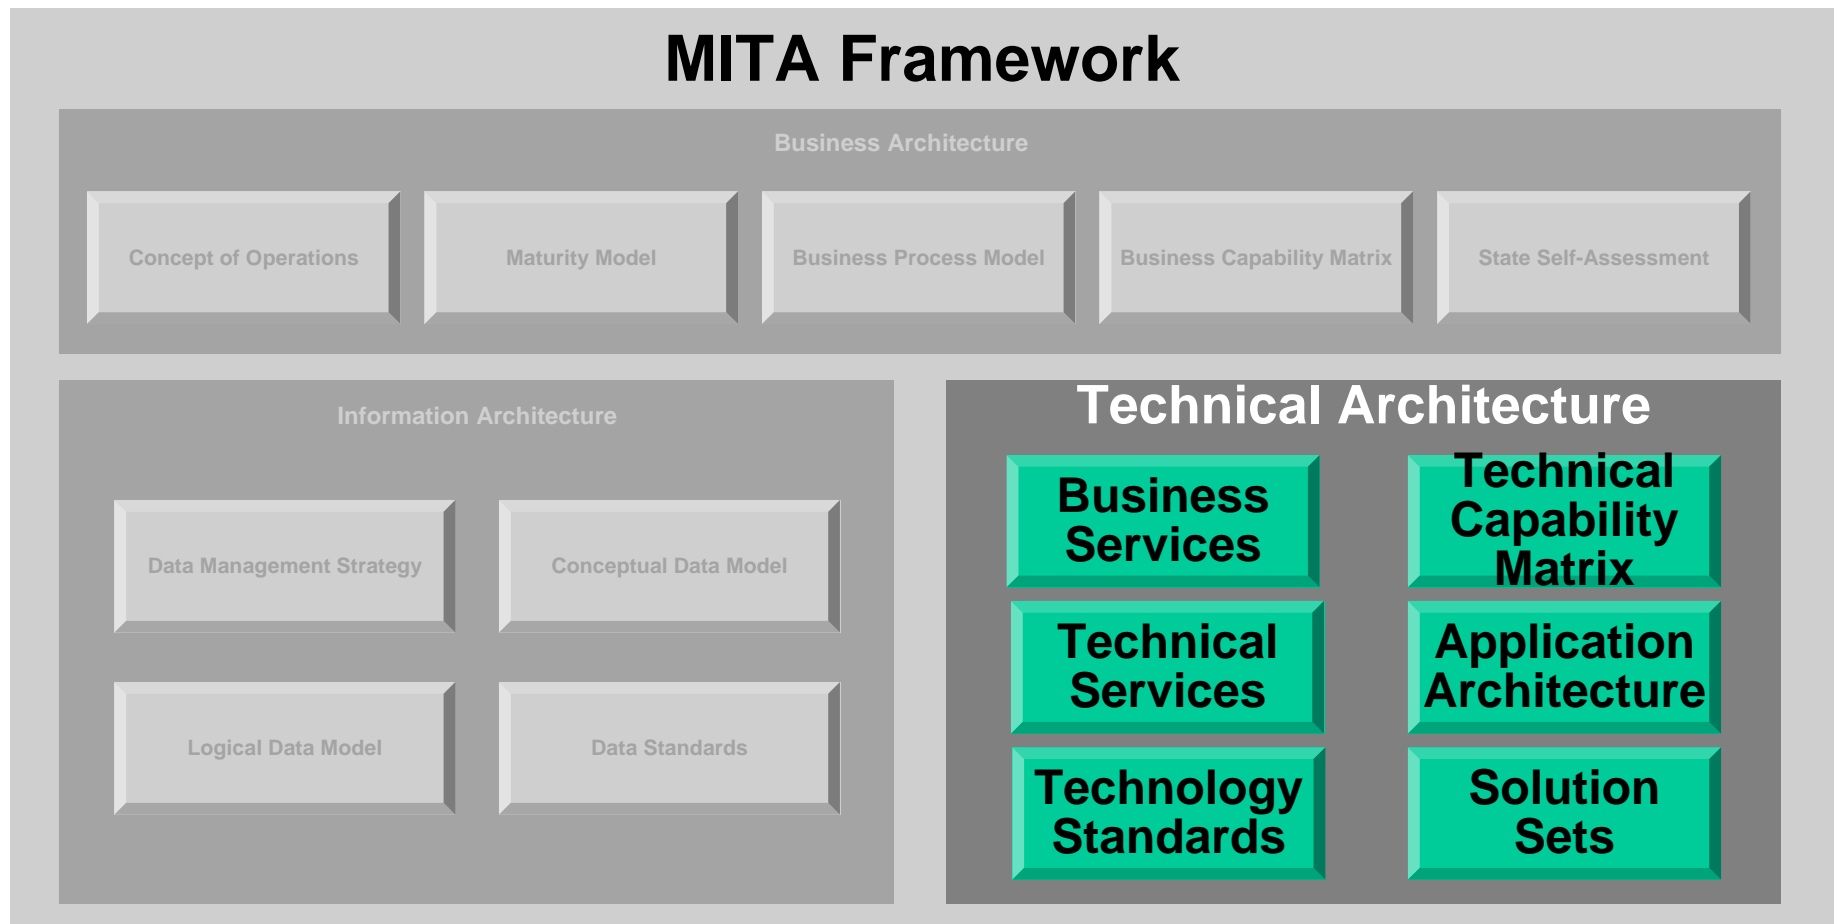 MITA Framework
Business Architecture
Concept of Operations
Maturity Model
Business Process Model
Business Capability Matrix
State Self-Assessment
Information Architecture
Data Management Strategy
Conceptual Data Model
Logical Data Model
Data Standards
Technical Architecture
Business
Services
Technical
Capability
Matrix
Technical
Services
Application
Architecture
Technology
Standards
Solution
Sets